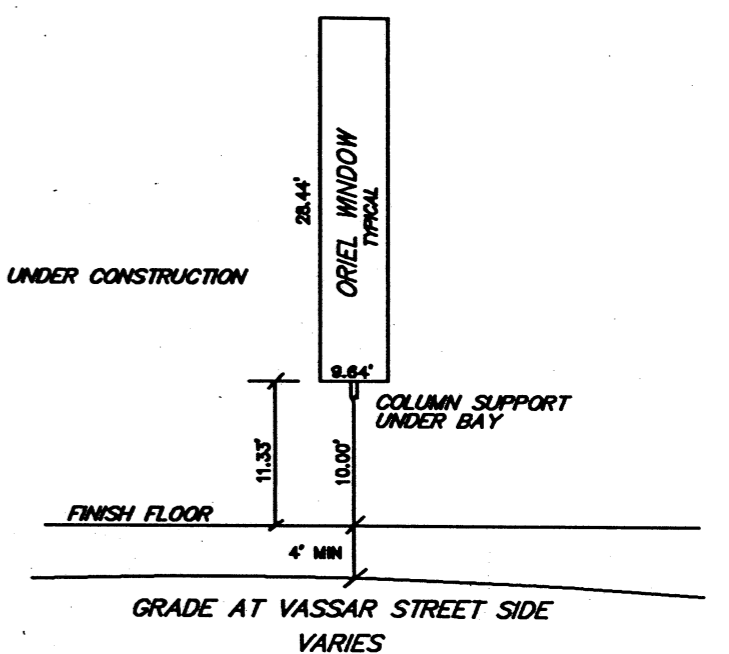 ORIEL WINDOW
TYPICAL
28.44'
UNDER CONSTRUCTION
9.64'
COLUMN SUPPORT
UNDER BAY
11.33'
10.00'
FINISH FLOOR
4' MIN
GRADE AT VASSAR STREET SIDE
VARIES